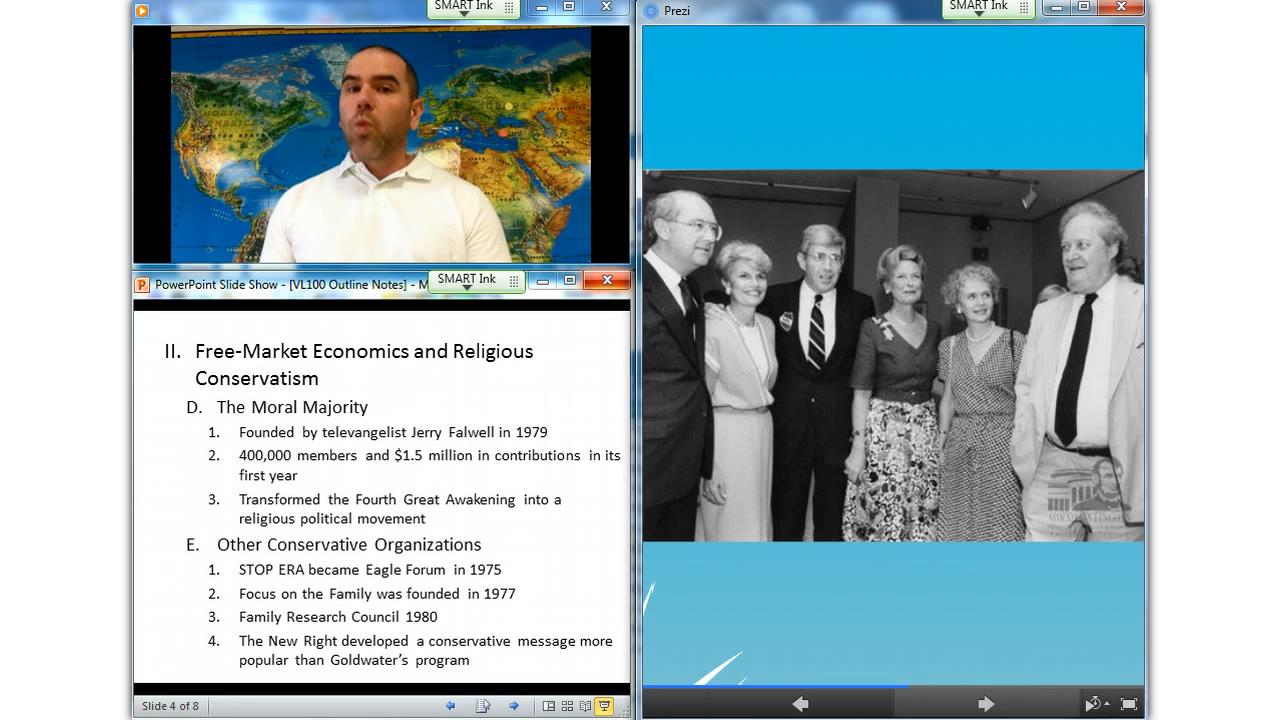 SMART Ink
Prezi
SMART Ink
PowerPoint Slide Show - [VL100 Outline Notes] - M
SMART Ink
II. Free-Market Economics and Religious
Conservatism
D. The Moral Majority
1. Founded by televangelist Jerry Falwell in 1979
2. 400,000 members and $1.5 million in contributions in its
first year
3. Transformed the Fourth Great Awakening into a
religious political movement
E. Other Conservative Organizations
1. STOP ERA became Eagle Forum in 1975
2. Focus on the Family was founded in 1977
3. Family Research Council 1980
4. The New Right developed a conservative message more
popular than Goldwater's program
Slide 4 of 8